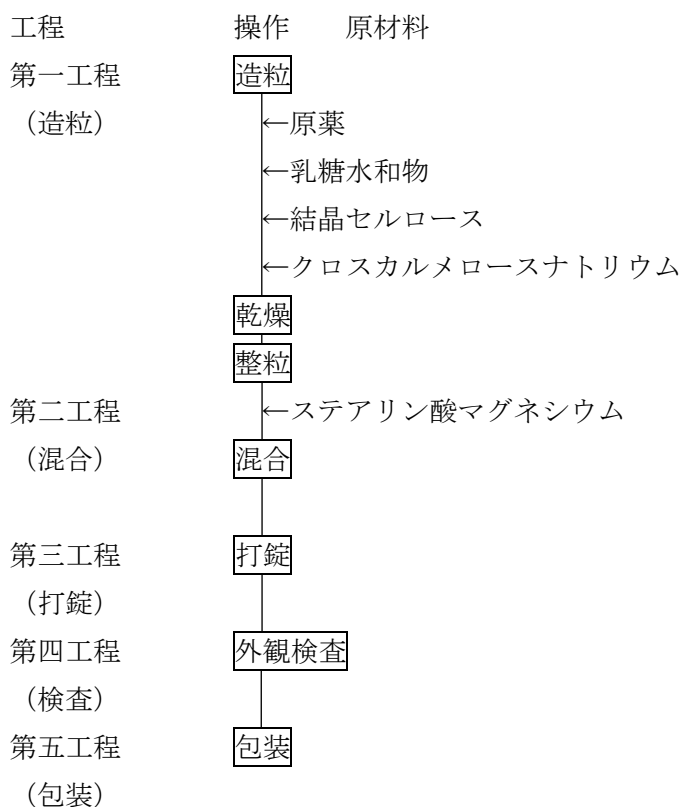 工程 操作 原材料
第一工程 造粒
（造粒） ←原薬
←乳糖水和物
←結晶セルロース
←クロスカルメロースナトリウム
乾燥
整粒
第二工程 ←ステアリン酸マグネシウム
（混合） 混合
第三工程 打錠
（打錠）
第四工程 外観検査
（検査）
第五工程 包装
（包装）